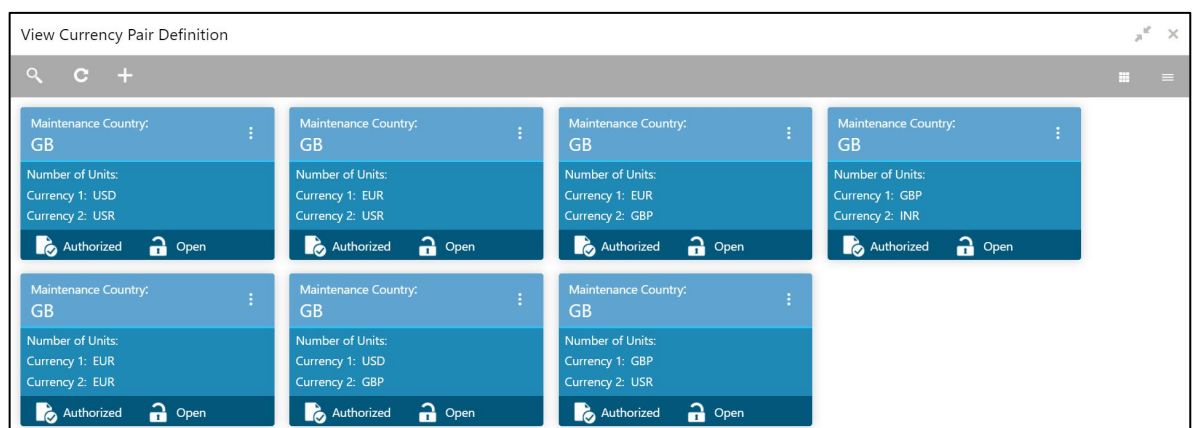 View Currency Pair Definition
Maintenance Country:
GB
Number of Units:
Currency 1: USD
Currency 2: USR
Authorized Open
Maintenance Country:
GB
Number of Units:
Currency 1: EUR
Currency 2: USR
Authorized Open
Maintenance Country:
GB
Number of Units:
Currency 1: EUR
Currency 2: GBP
Authorized Open
Maintenance Country:
GB
Number of Units:
Currency 1: GBP
Currency 2: INR
Authorized Open
Maintenance Country:
GB
Number of Units:
Currency 1: EUR
Currency 2: EUR
Authorized Open
Maintenance Country:
GB
Number of Units:
Currency 1: USD
Currency 2: GBP
Authorized Open
Maintenance Country:
GB
Number of Units:
Currency 1: GBP
Currency 2: USR
Authorized Open